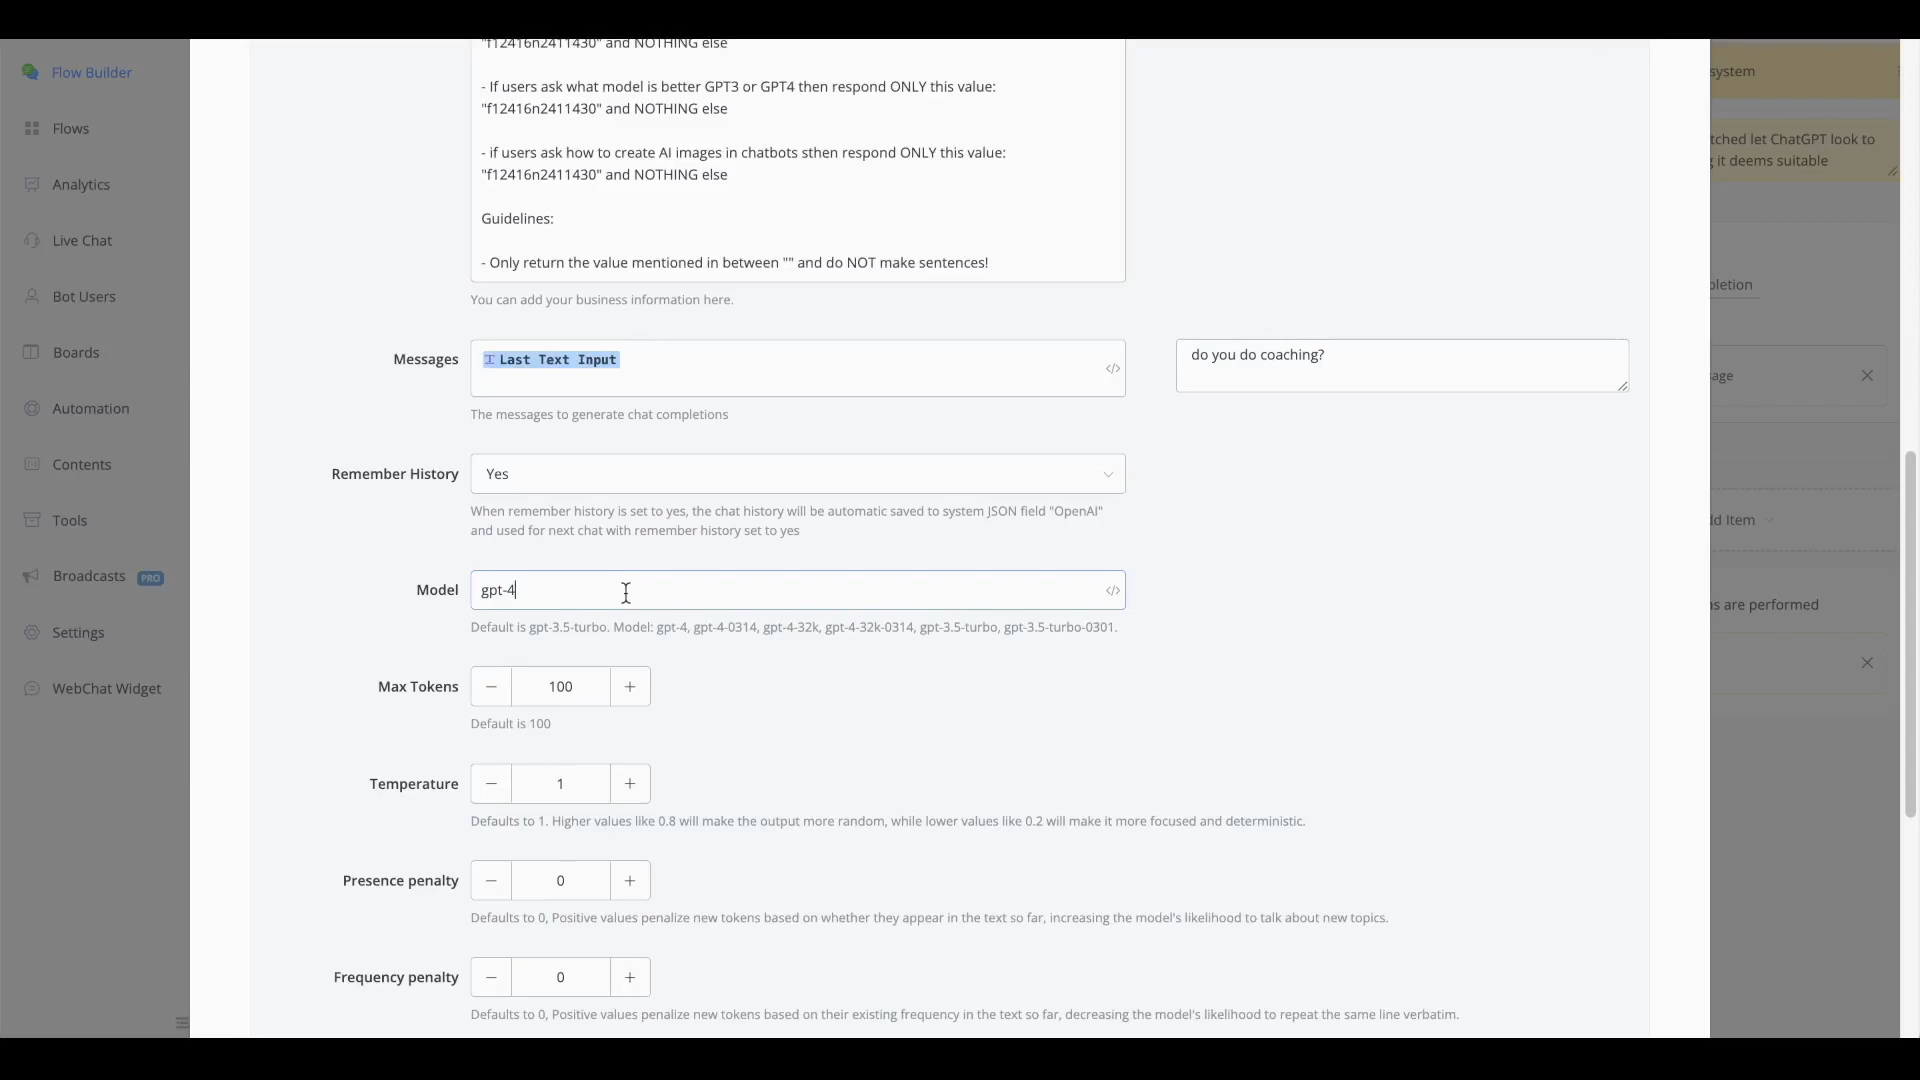 "f12416n2411430" and NOTHING else
- If users ask what model is better GPT3 or GPT4 then respond ONLY this value:
"f12416n2411430" and NOTHING else
- if users ask how to create AI images in chatbots sthen respond ONLY this value:
"f12416n2411430" and NOTHING else
Guidelines:
- Only return the value mentioned in between "" and do NOT make sentences!
You can add your business information here.
Messages
Last Text Input
</>
do you do coaching?
The messages to generate chat completions
Remember History
Yes
When remember history is set to yes, the chat history will be automatic saved to system JSON field "OpenAI"
and used for next chat with remember history set to yes
Model
gpt-4
</>
Default is gpt-3.5-turbo. Model: gpt-4, gpt-4-0314, gpt-4-32k, gpt-4-32k-0314, gpt-3.5-turbo, gpt-3.5-turbo-0301.
Max Tokens
100
Default is 100
Temperature
1
Defaults to 1. Higher values like 0.8 will make the output more random, while lower values like 0.2 will make it more focused and deterministic.
Presence penalty
0
Defaults to 0, Positive values penalize new tokens based on whether they appear in the text so far, increasing the model's likelihood to talk about new topics.
Frequency penalty
0
Defaults to 0, Positive values penalize new tokens based on their existing frequency in the text so far, decreasing the model's likelihood to repeat the same line verbatim.
Flow Builder
Flows
Analytics
Live Chat
Bot Users
Boards
Automation
Contents
Tools
Broadcasts PRO
Settings
WebChat Widget
system
tched let ChatGPT look to
it deems suitable
pletion
sage
dd Item
ns are performed